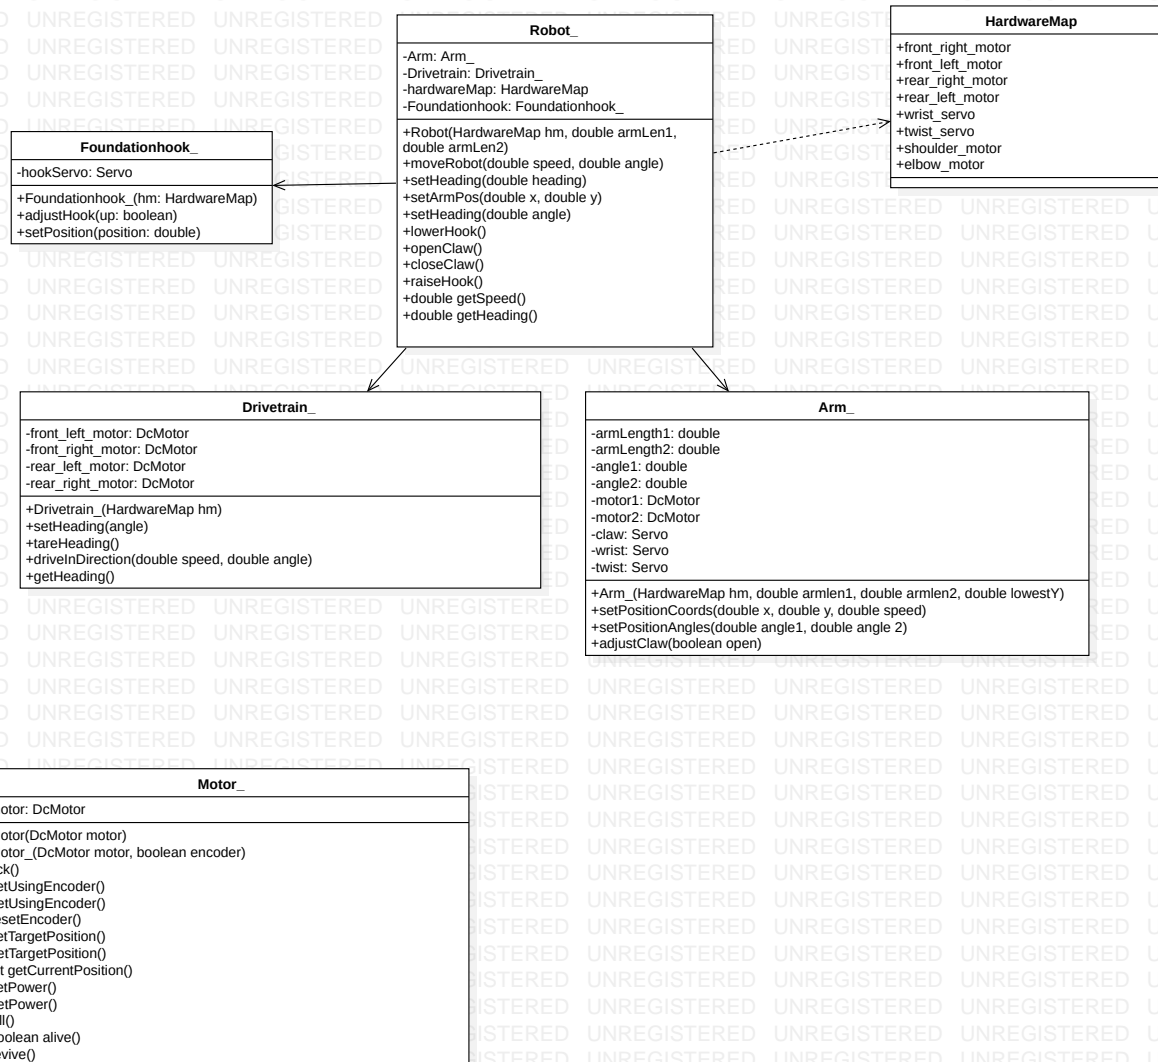 Robot_
-Arm: Arm_
-Drivetrain: Drivetrain_
-hardwareMap: HardwareMap
-Foundationhook: Foundationhook_
+Robot(HardwareMap hm, double armLen1,
double armLen2)
+moveRobot(double speed, double angle)
+setHeading(double heading)
+setArmPos(double x, double y)
+setHeading(double angle)
+lowerHook()
+openClaw()
+closeClaw()
+raiseHook()
+double getSpeed()
+double getHeading()
HardwareMap
+front_right_motor
+front_left_motor
+rear_right_motor
+rear_left_motor
+wrist_servo
+twist_servo
+shoulder_motor
+elbow_motor
Foundationhook_
-hookServo: Servo
+Foundationhook_(hm: HardwareMap)
+adjustHook(up: boolean)
+setPosition(position: double)
Drivetrain_
-front_left_motor: DcMotor
-front_right_motor: DcMotor
-rear_left_motor: DcMotor
-rear_right_motor: DcMotor
+Drivetrain_(HardwareMap hm)
+setHeading(angle)
+tareHeading()
+driveInDirection(double speed, double angle)
+getHeading()
Arm_
-armLength1: double
-armLength2: double
-angle1: double
-angle2: double
-motor1: DcMotor
-motor2: DcMotor
-claw: Servo
-wrist: Servo
-twist: Servo
+Arm_(HardwareMap hm, double armlen1, double armlen2, double lowestY)
+setPositionCoords(double x, double y, double speed)
+setPositionAngles(double angle1, double angle 2)
+adjustClaw(boolean open)
Motor_
otor: DcMotor
otor(DcMotor motor)
otor_(DcMotor motor, boolean encoder)
ck()
etUsingEncoder()
etUsingEncoder()
esetEncoder()
etTargetPosition()
etTargetPosition()
t getCurrentPosition()
etPower()
etPower()
ll()
oolean alive()
evive()
UNREGISTERED